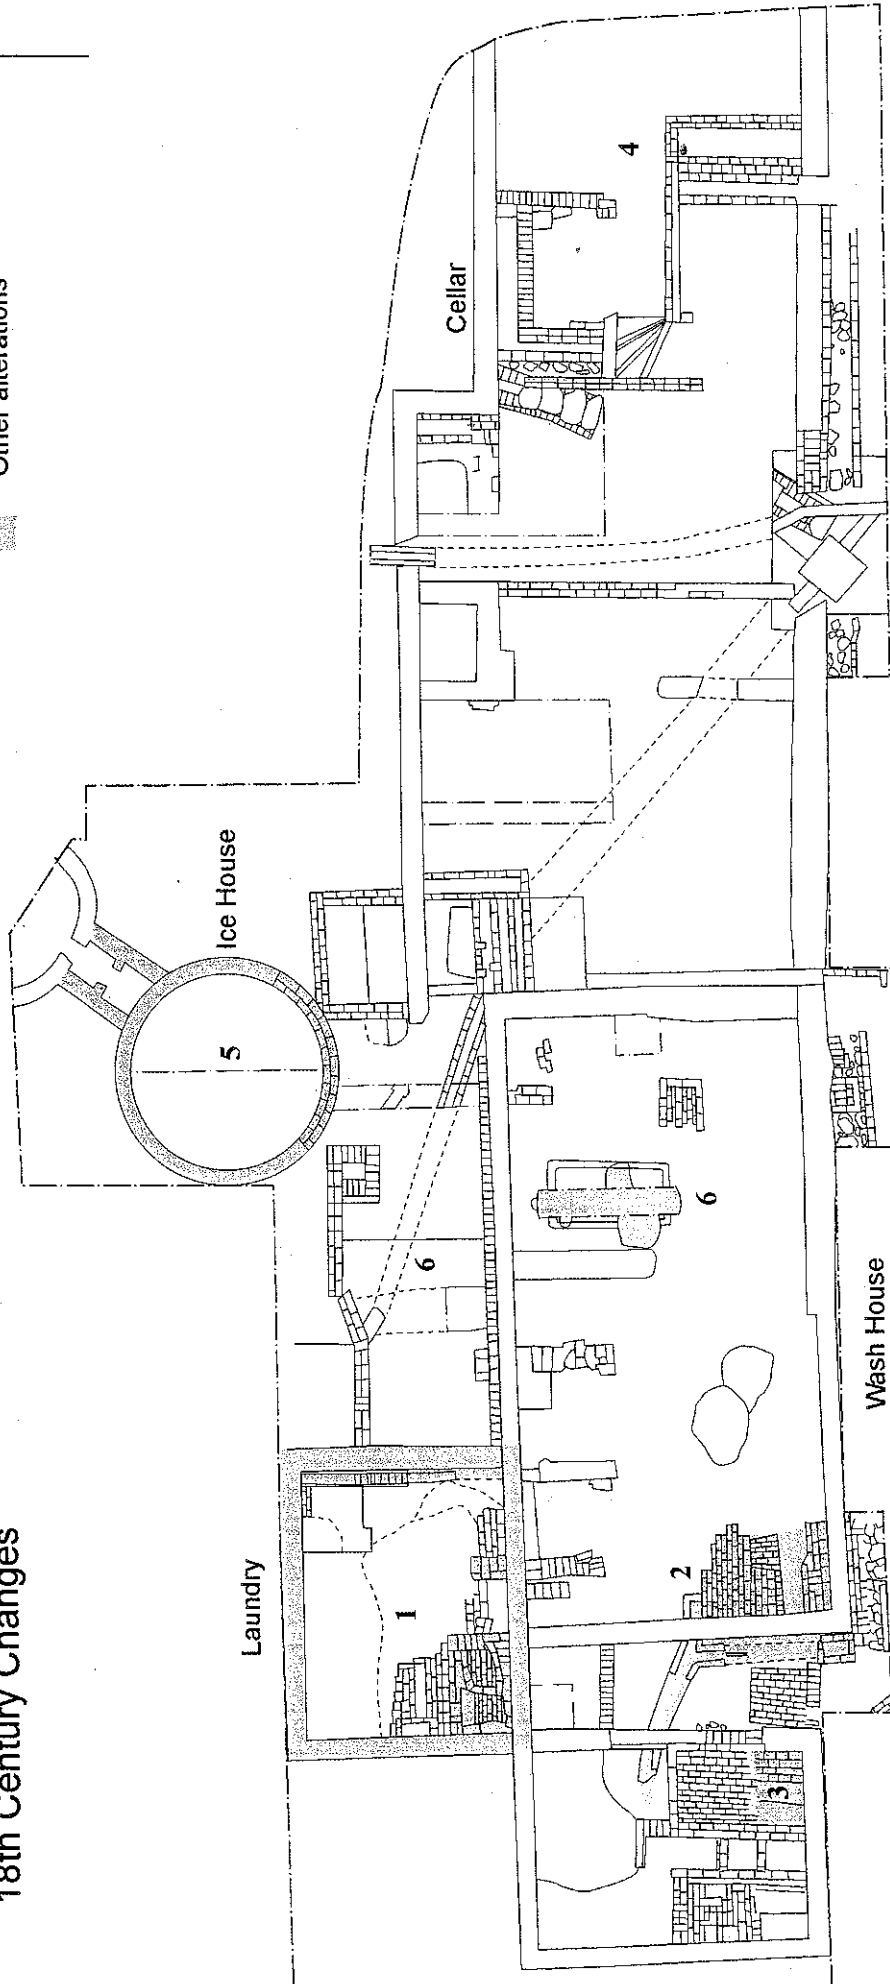 18th Century Changes
Other alterations
Laundry
Ice House
Cellar
1
5
4
6
6
2
3
Wash House